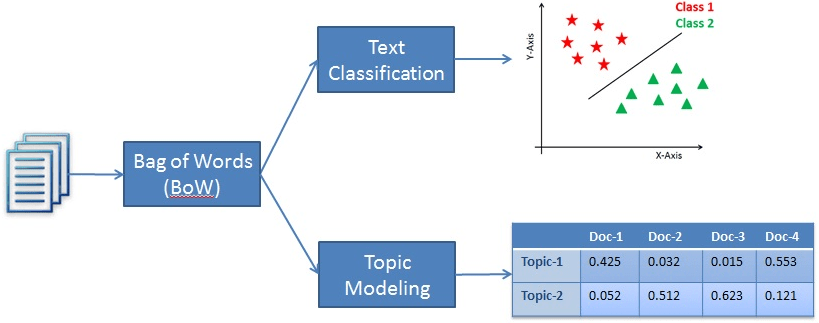 Class 1
Class 2
Y-Axis
X-Axis
Text
Classification
Bag of Words
(BoW)
Topic
Modeling
Doc-1 Doc-2 Doc-3 Doc-4
Topic-1 0.425 0.032 0.015 0.553
Topic-2 0.052 0.512 0.623 0.121